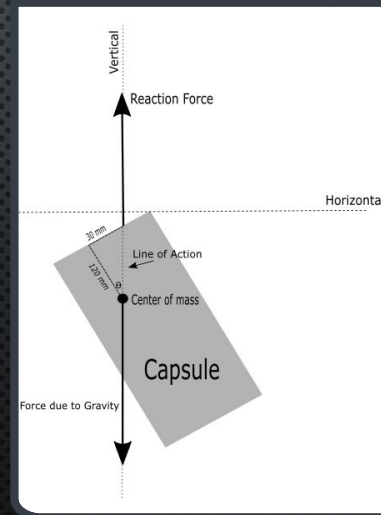 Vertical
Reaction Force
Horizonta
30 mm
Line of Action
120 mm
θ
Center of mass
Capsule
Force due to Gravity